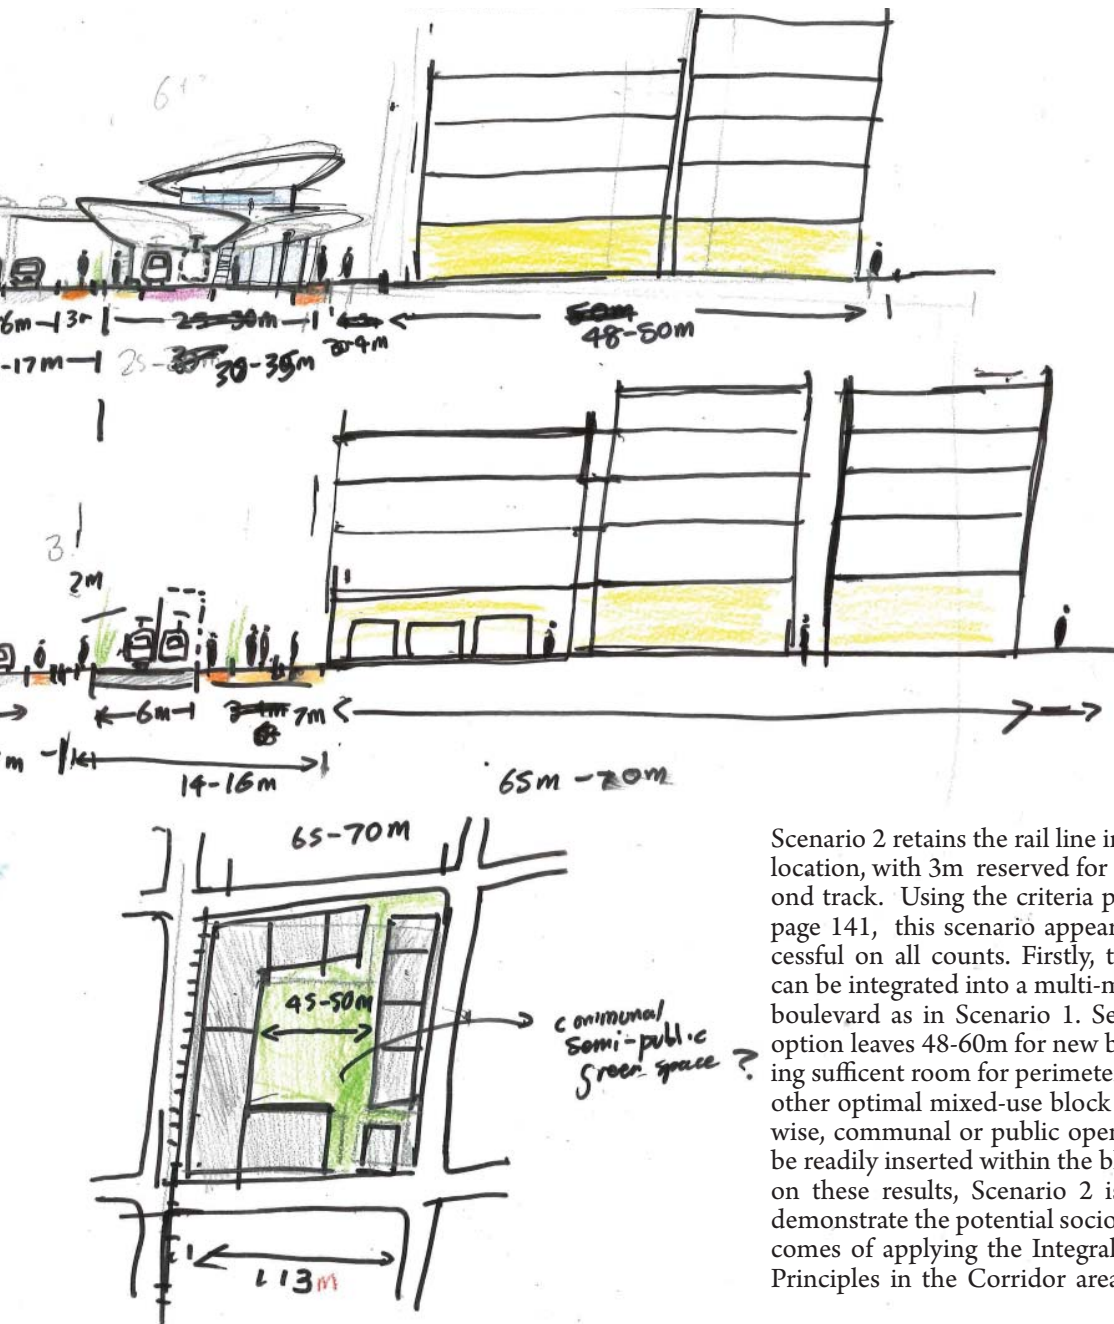 6m
3m
25-30m
48-50m
-17m
30-35m
3-4m
3.
2m
6m
7m
14-16m
65m - 70m
65-70m
45-50m
communal
semi-public
green space ?
113m
Scenario 2 retains the rail line in
location, with 3m reserved for
ond track. Using the criteria p
page 141, this scenario appear
cessful on all counts. Firstly, t
can be integrated into a multi-m
boulevard as in Scenario 1. Se
option leaves 48-60m for new b
ing sufficent room for perimete
other optimal mixed-use block
wise, communal or public oper
be readily inserted within the b
on these results, Scenario 2 is
demonstrate the potential socio
comes of applying the Integral
Principles in the Corridor area